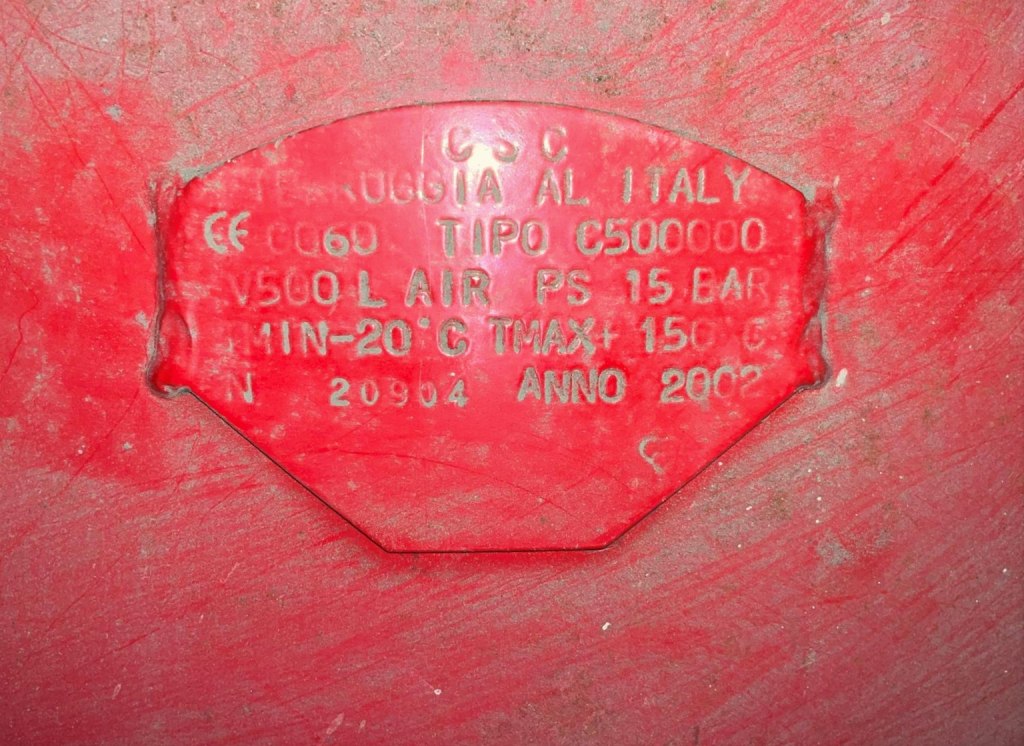 CSC
TERRUGGIA AL ITALY
CE 0060 TIPO C500000
V500 L AIR PS 15 BAR
TMIN-20°C TMAX+ 150°C
N 20904 ANNO 2002